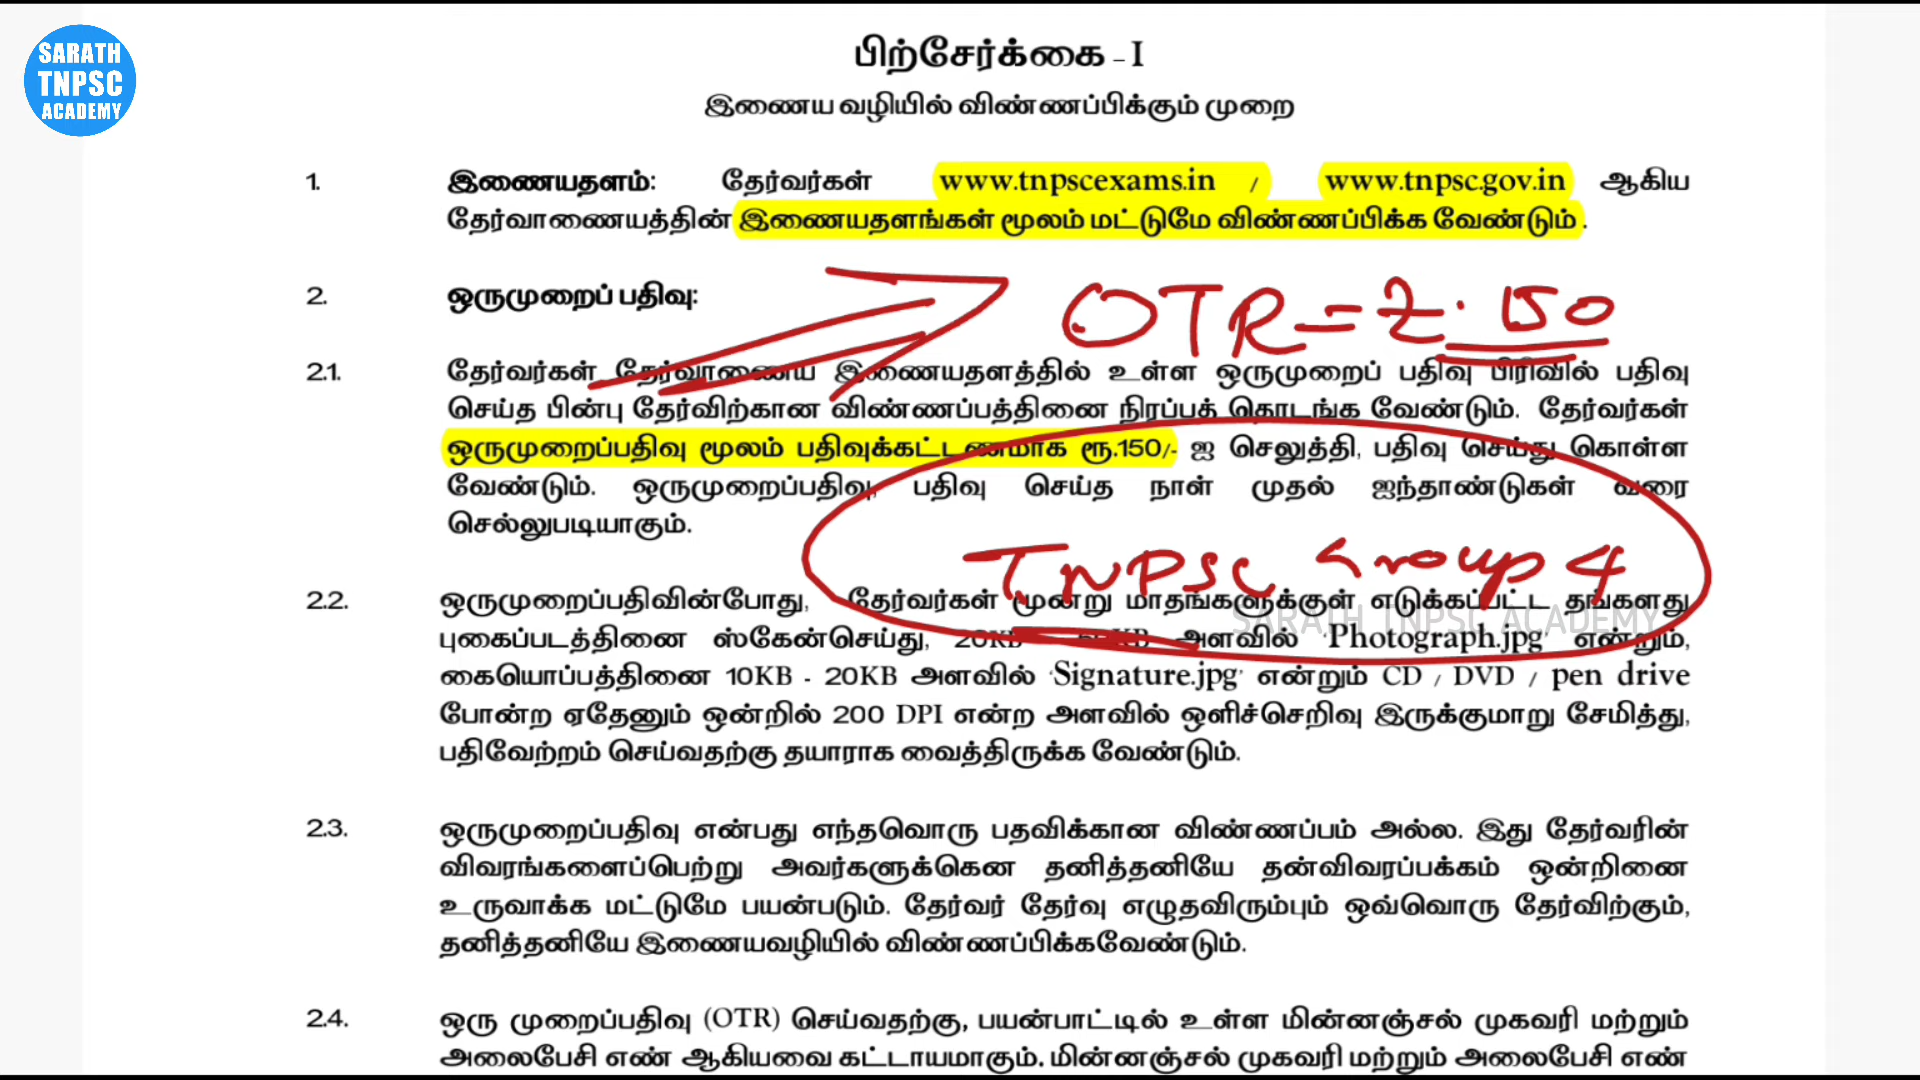 SARATH
TNPSC
ACADEMY
பிற்சேர்க்கை – I
இணைய வழியில் விண்ணப்பிக்கும் முறை
1. இணையதளம்: தேர்வர்கள் www.tnpscexams.in / www.tnpsc.gov.in ஆகிய
தேர்வாணையத்தின் இணையதளங்கள் மூலம் மட்டுமே விண்ணப்பிக்க வேண்டும்.
2. ஒருமுறைப் பதிவு:
OTR = ₹. 150
2.1. தேர்வர்கள் தேர்வாணைய இணையதளத்தில் உள்ள ஒருமுறைப் பதிவு பிரிவில் பதிவு
செய்த பின்பு தேர்விற்கான விண்ணப்பத்தினை நிரப்பத் தொடங்க வேண்டும். தேர்வர்கள்
ஒருமுறைப்பதிவு மூலம் பதிவுக்கட்டணமாக ரூ.150/- ஐ செலுத்தி, பதிவு செய்து கொள்ள
வேண்டும். ஒருமுறைப்பதிவு, பதிவு செய்த நாள் முதல் ஐந்தாண்டுகள் வரை
செல்லுபடியாகும்.
TNPSC Group 4
2.2. ஒருமுறைப்பதிவின்போது, தேர்வர்கள் மூன்று மாதங்களுக்குள் எடுக்கப்பட்ட தங்களது
SARATH TNPSC ACADEMY
புகைப்படத்தினை ஸ்கேன்செய்து, 20KB அளவில் 'Photograph.jpg' என்றும்,
கையொப்பத்தினை 10KB - 20KB அளவில் 'Signature.jpg' என்றும் CD / DVD / pen drive
போன்ற ஏதேனும் ஒன்றில் 200 DPI என்ற அளவில் ஒளிச்செறிவு இருக்குமாறு சேமித்து,
பதிவேற்றம் செய்வதற்கு தயாராக வைத்திருக்க வேண்டும்.
2.3. ஒருமுறைப்பதிவு என்பது எந்தவொரு பதவிக்கான விண்ணப்பம் அல்ல. இது தேர்வரின்
விவரங்களைப்பெற்று அவர்களுக்கென தனித்தனியே தன்விவரப்பக்கம் ஒன்றினை
உருவாக்க மட்டுமே பயன்படும். தேர்வர் தேர்வு எழுதவிரும்பும் ஒவ்வொரு தேர்விற்கும்,
தனித்தனியே இணையவழியில் விண்ணப்பிக்கவேண்டும்.
2.4. ஒரு முறைப்பதிவு (OTR) செய்வதற்கு, பயன்பாட்டில் உள்ள மின்னஞ்சல் முகவரி மற்றும்
அலைபேசி எண் ஆகியவை கட்டாயமாகும். மின்னஞ்சல் முகவரி மற்றும் அலைபேசி எண்